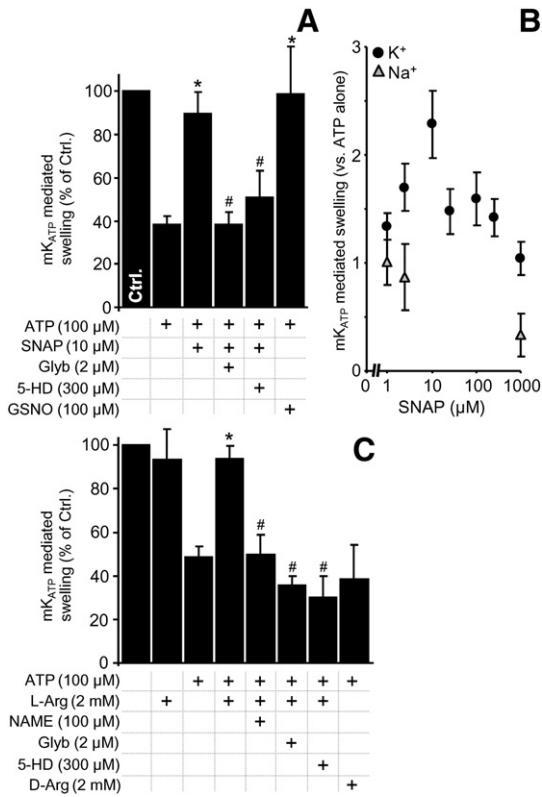 A
*
*
100
80
60
40
20
0
mK_ATP mediated
swelling (% of Ctrl.)
#
#
Ctrl.
ATP (100 µM) + + + + +
SNAP (10 µM) + + +
Glyb (2 µM) +
5-HD (300 µM) +
GSNO (100 µM) +
B
K⁺
Na⁺
mK_ATP mediated swelling (vs. ATP alone)
3
2
1
0
0 1 10 100 1000
SNAP (µM)
C
100
80
60
40
20
0
mK_ATP mediated
swelling (% of Ctrl.)
*
#
#
#
ATP (100 µM) + + + + + +
L-Arg (2 mM) + + + + +
NAME (100 µM) +
Glyb (2 µM) +
5-HD (300 µM) +
D-Arg (2 mM) +